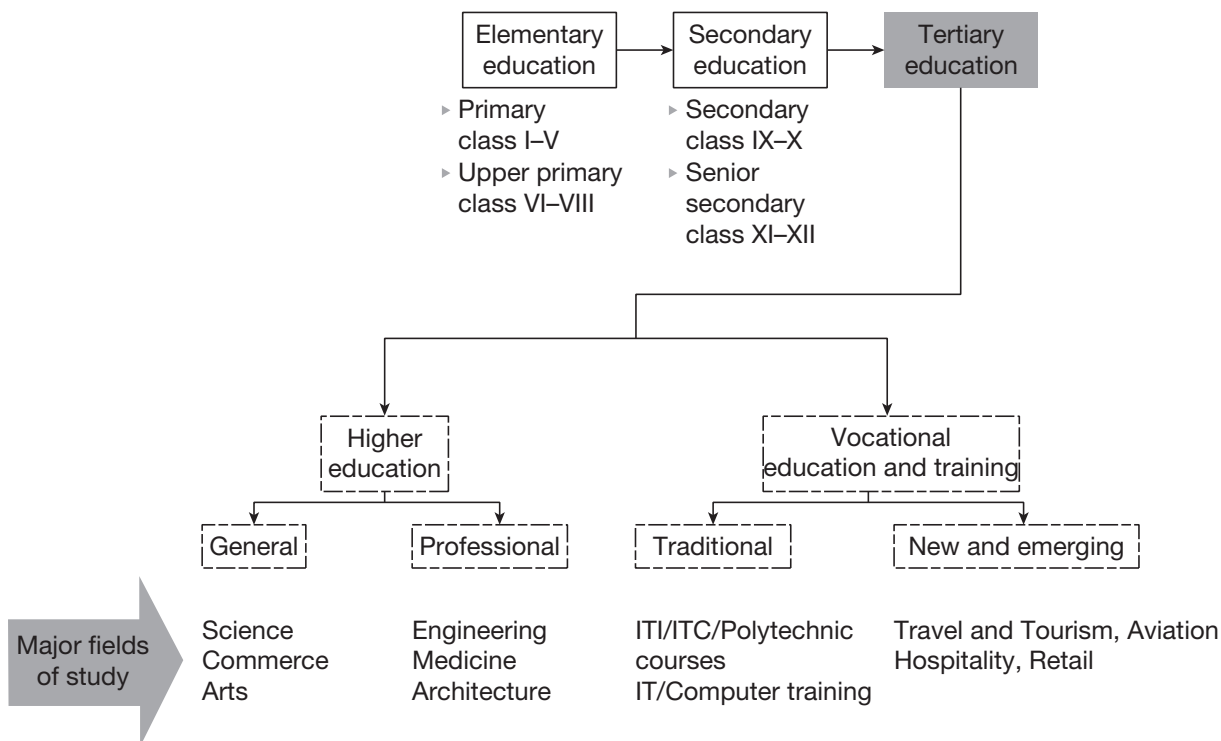 Elementary
education
Secondary
education
Tertiary
education
▸ Primary
class I–V
▸ Upper primary
class VI–VIII
▸ Secondary
class IX–X
▸ Senior
secondary
class XI–XII
Higher
education
Vocational
education and training
General
Professional
Traditional
New and emerging
Major fields
of study
Science
Commerce
Arts
Engineering
Medicine
Architecture
ITI/ITC/Polytechnic
courses
IT/Computer training
Travel and Tourism, Aviation
Hospitality, Retail